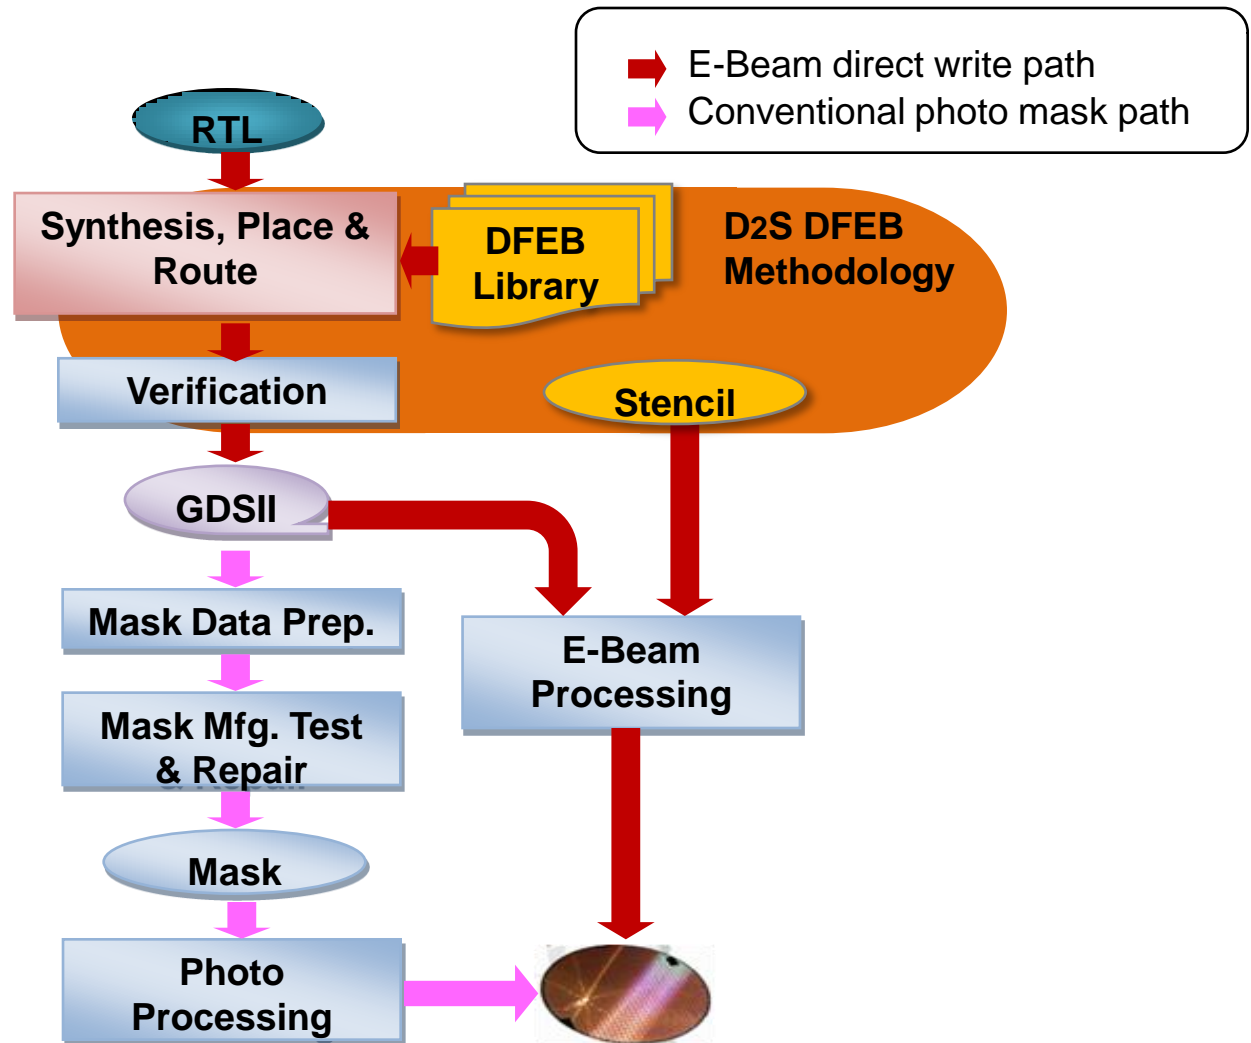 E-Beam direct write path
Conventional photo mask path
RTL
Synthesis, Place &
Route
DFEB
Library
D2S DFEB
Methodology
Verification
Stencil
GDSII
Mask Data Prep.
E-Beam
Processing
Mask Mfg. Test
& Repair
Mask
Photo
Processing